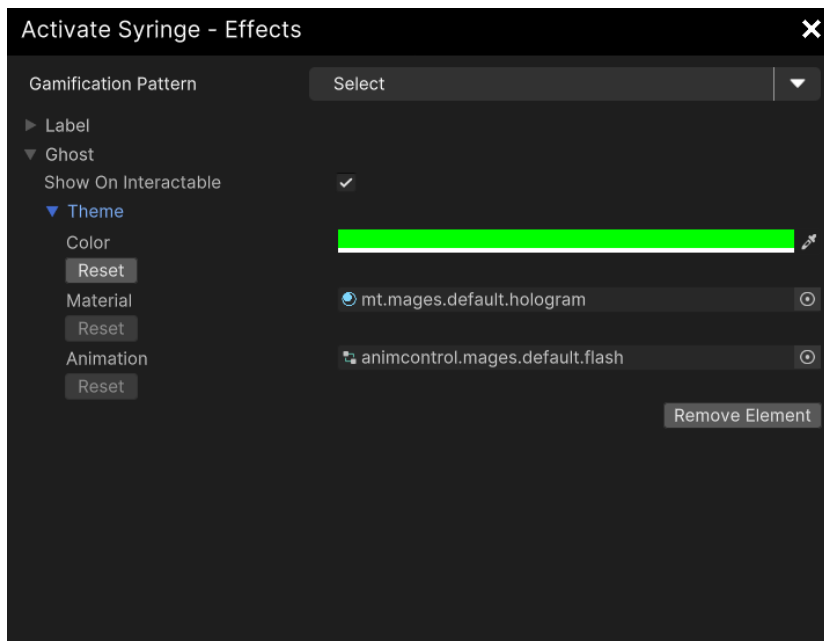 Activate Syringe - Effects
Gamification Pattern Select
Label
Ghost
Show On Interactable
Theme
Color
Reset
Material mt.mages.default.hologram
Reset
Animation animcontrol.mages.default.flash
Reset
Remove Element